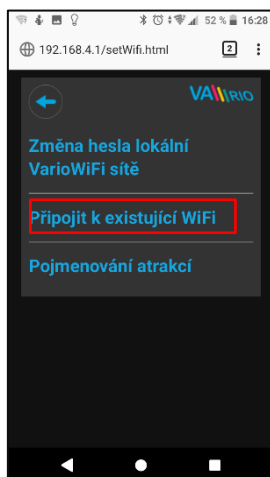 52 % 16:28
192.168.4.1/setWifi.html 2
VARIO
Změna hesla lokální
VarioWiFi sítě
Připojit k existující WiFi
Pojmenování atrakcí